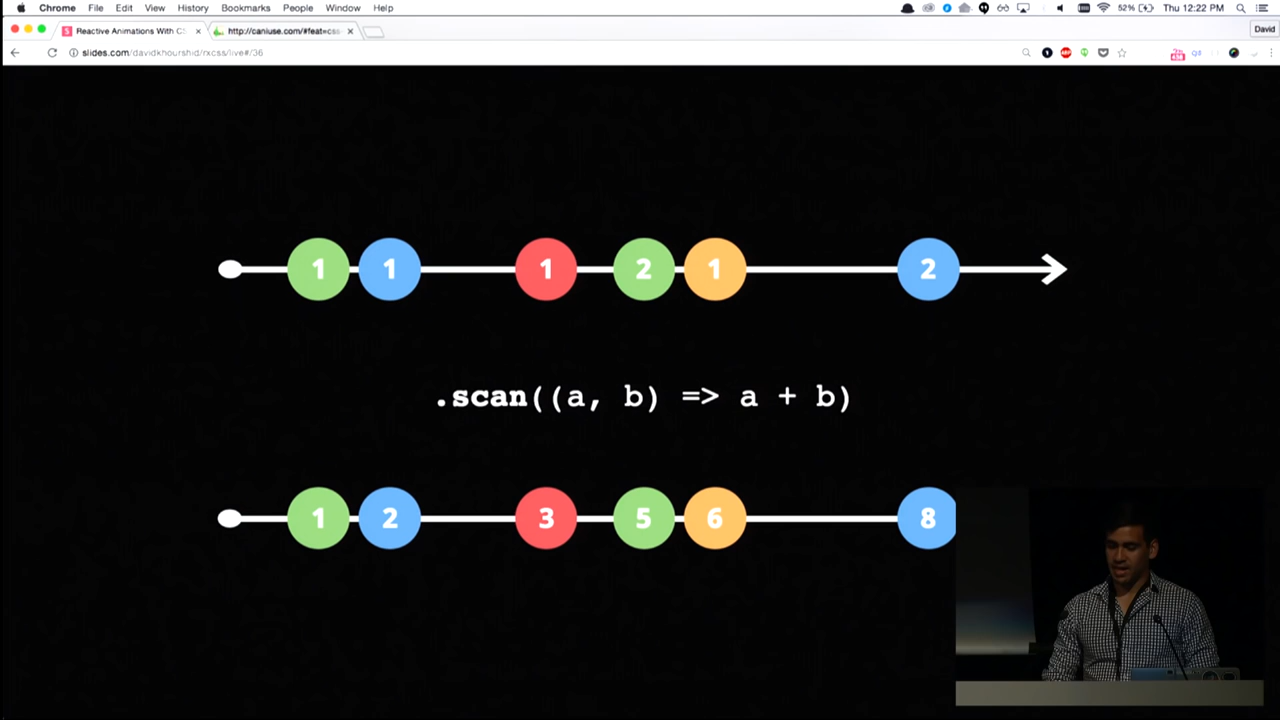 Chrome File Edit View History Bookmarks People Window Help
52% Thu 12:22 PM
Reactive Animations With CS
http://caniuse.com/#feat=css
David
slides.com/davidkhourshid/rxcss/live#/36
1 1 1 2 1 2
.scan((a, b) => a + b)
1 2 3 5 6 8